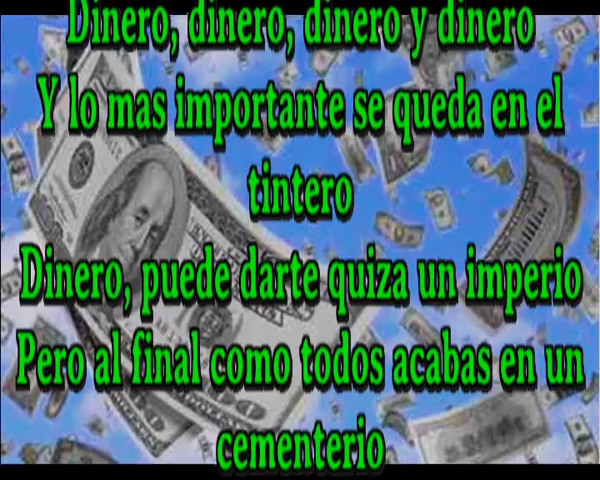 Dinero, dinero, dinero y dinero
Y lo mas importante se queda en el
tintero
Dinero, puede darte quiza un imperio
Pero al final como todos acabas en un
cementerio